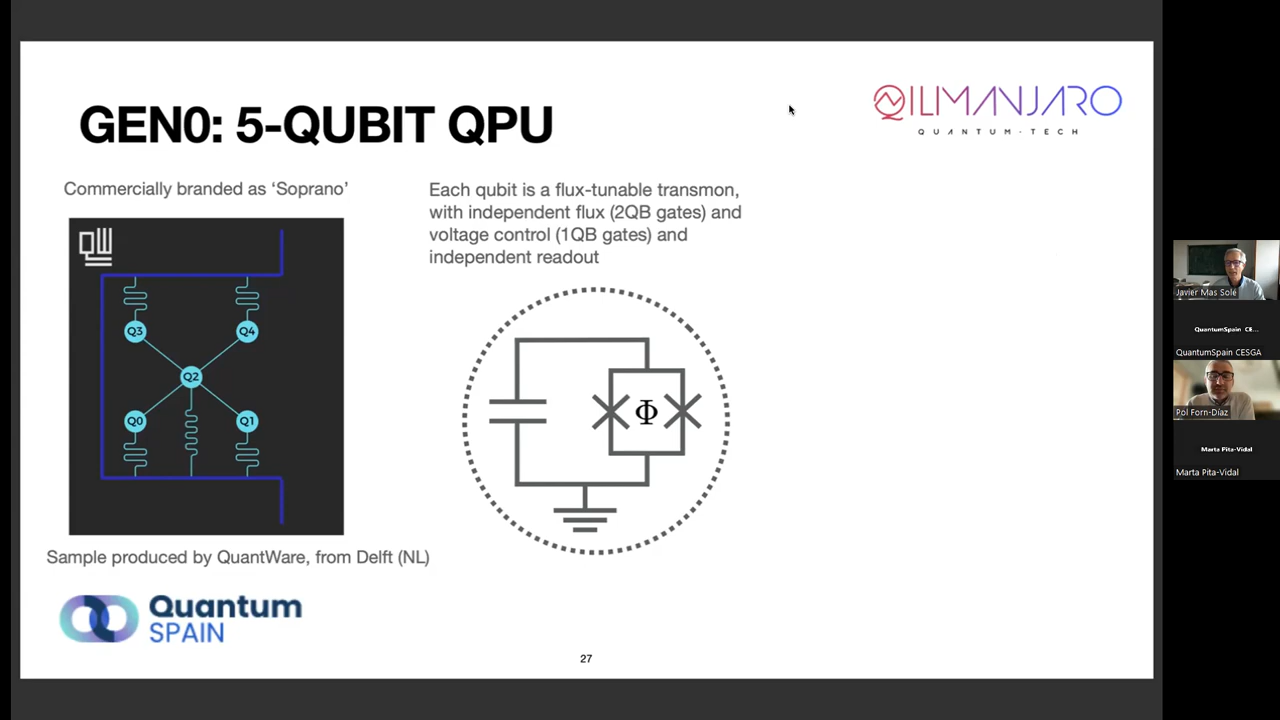 GEN0: 5-QUBIT QPU
QILIMANJARO
QUANTUM·TECH
Commercially branded as ‘Soprano’
Each qubit is a flux-tunable transmon,
with independent flux (2QB gates) and
voltage control (1QB gates) and
independent readout
QW
Q3
Q4
Q2
Q0
Q1
Φ
Sample produced by QuantWare, from Delft (NL)
Quantum
SPAIN
27
Javier Mas Solé
QuantumSpain CE...
QuantumSpain CESGA
Pol Forn-Díaz
Marta Pita-Vidal
Marta Pita-Vidal